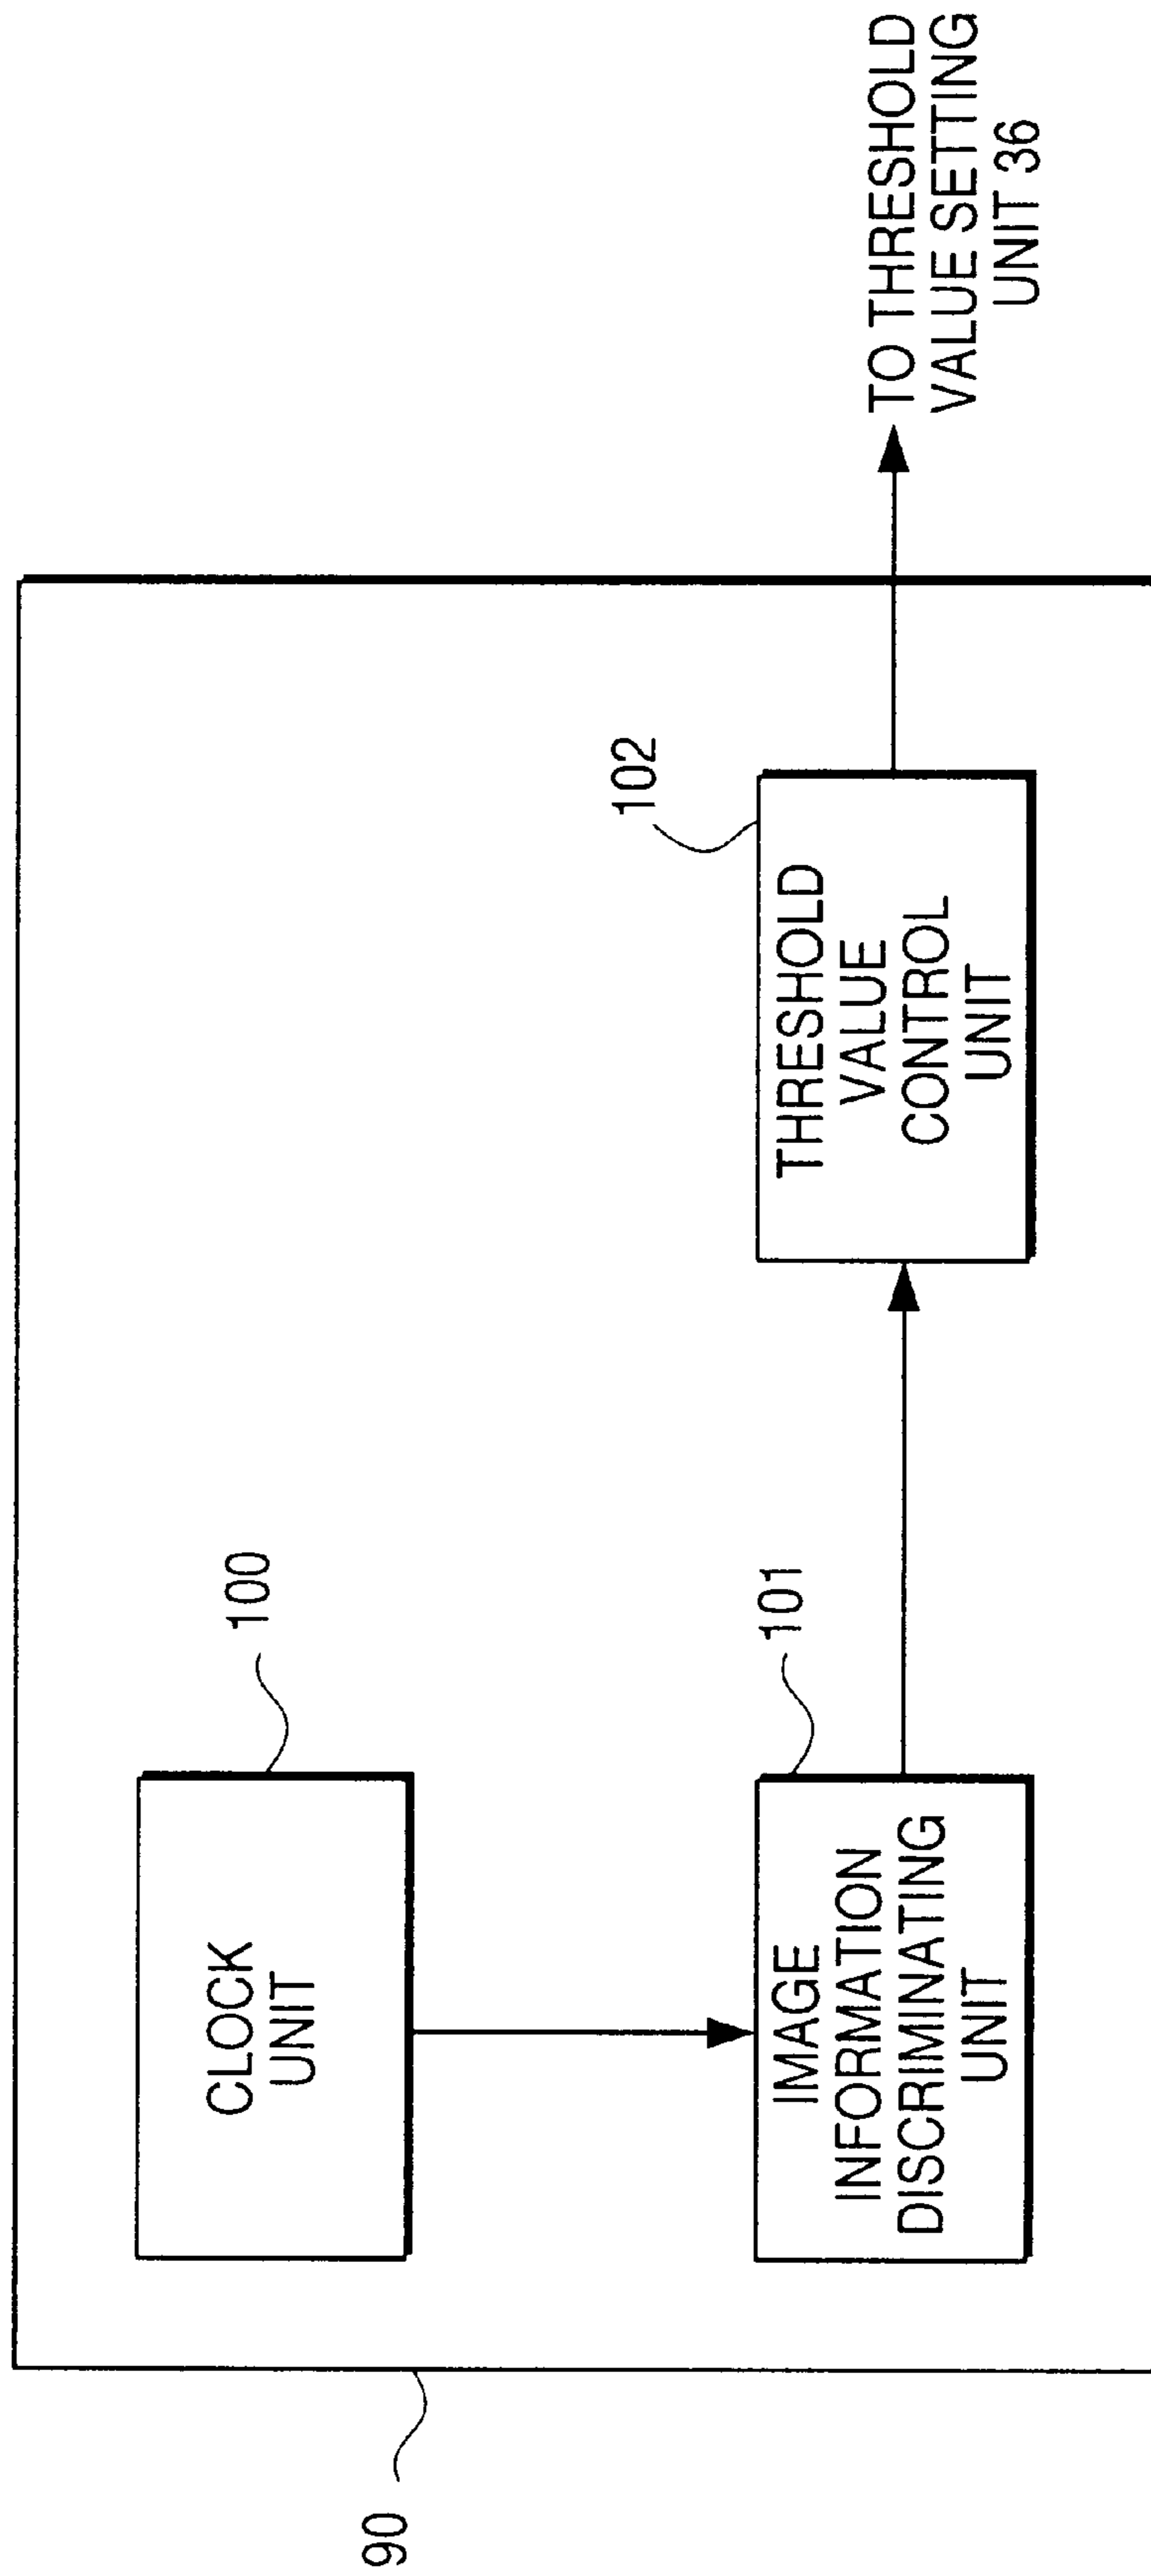 90
100
CLOCK
UNIT
101
IMAGE
INFORMATION
DISCRIMINATING
UNIT
102
THRESHOLD
VALUE
CONTROL
UNIT
TO THRESHOLD
VALUE SETTING
UNIT 36